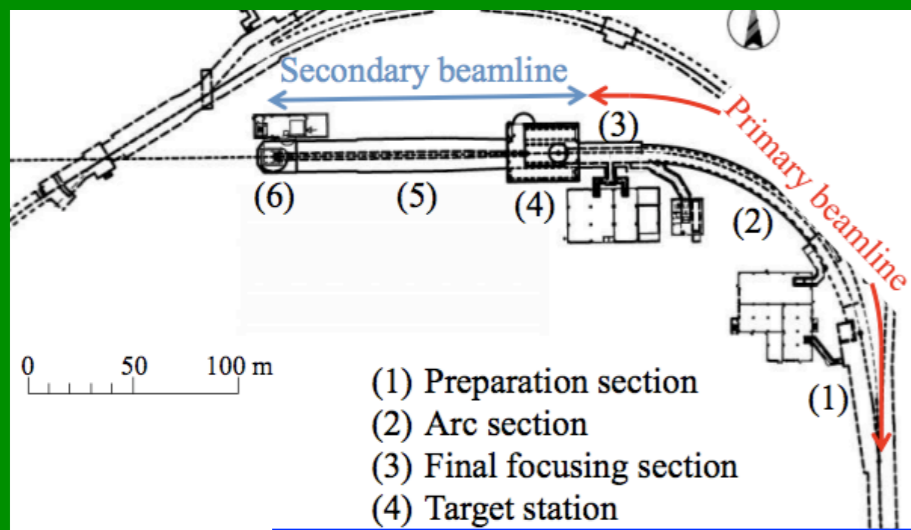 Secondary beamline
Primary beamline
(3)
(6)
(5)
(4)
(2)
0 50 100 m
(1)
(1) Preparation section
(2) Arc section
(3) Final focusing section
(4) Target station